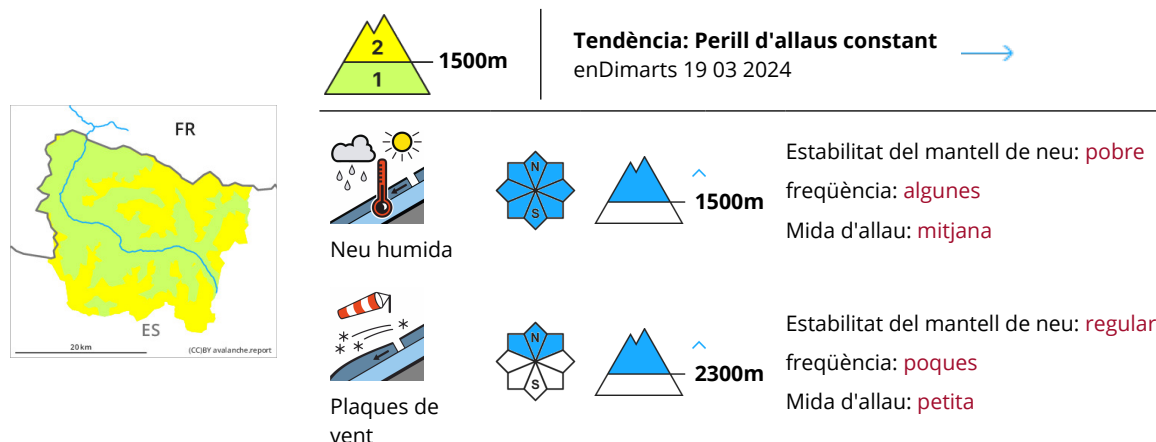 2
1
1500m
Tendència: Perill d'allaus constant
enDimarts 19 03 2024
FR
ES
20 km
(CC)BY avalanche.report
N
S
1500m
Neu humida
Estabilitat del mantell de neu: pobre
freqüència: algunes
Mida d'allau: mitjana
N
S
2300m
Plaques de
vent
Estabilitat del mantell de neu: regular
freqüència: poques
Mida d'allau: petita